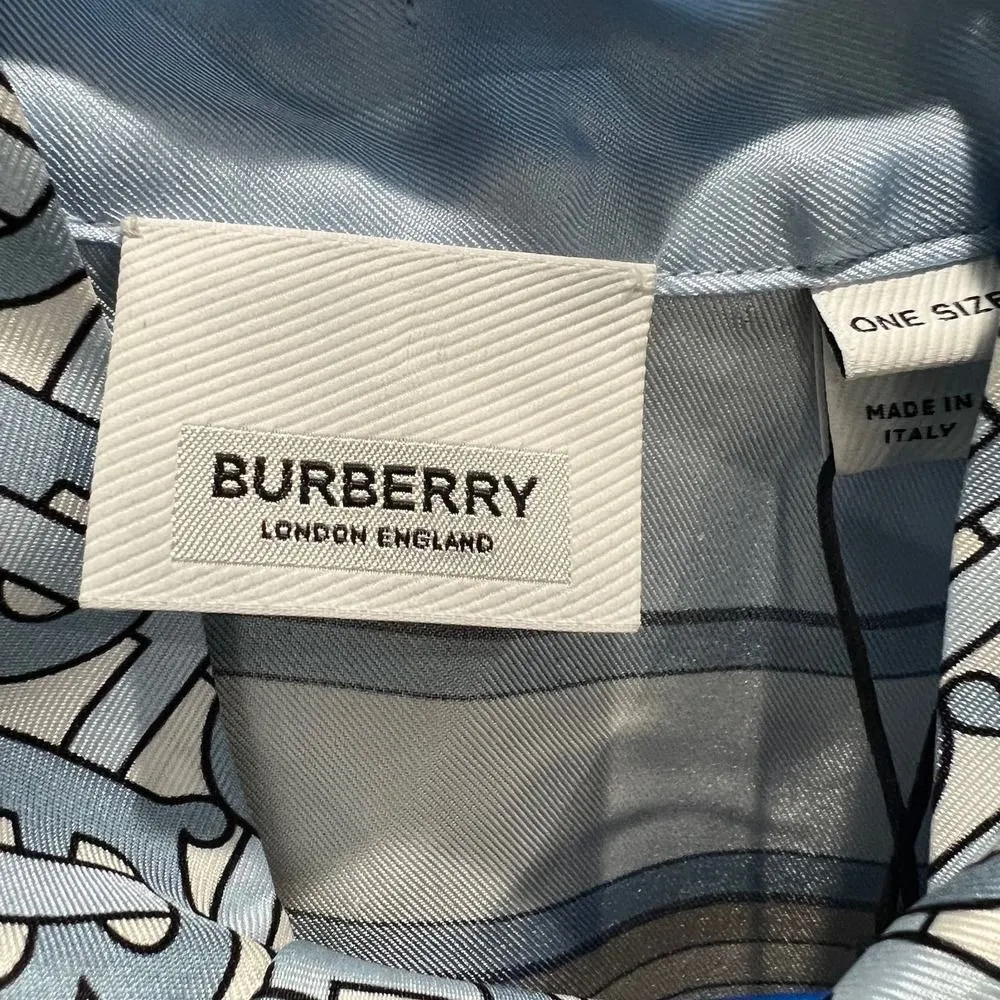 BURBERRY
LONDON ENGLAND
ONE SIZE
MADE IN
ITALY